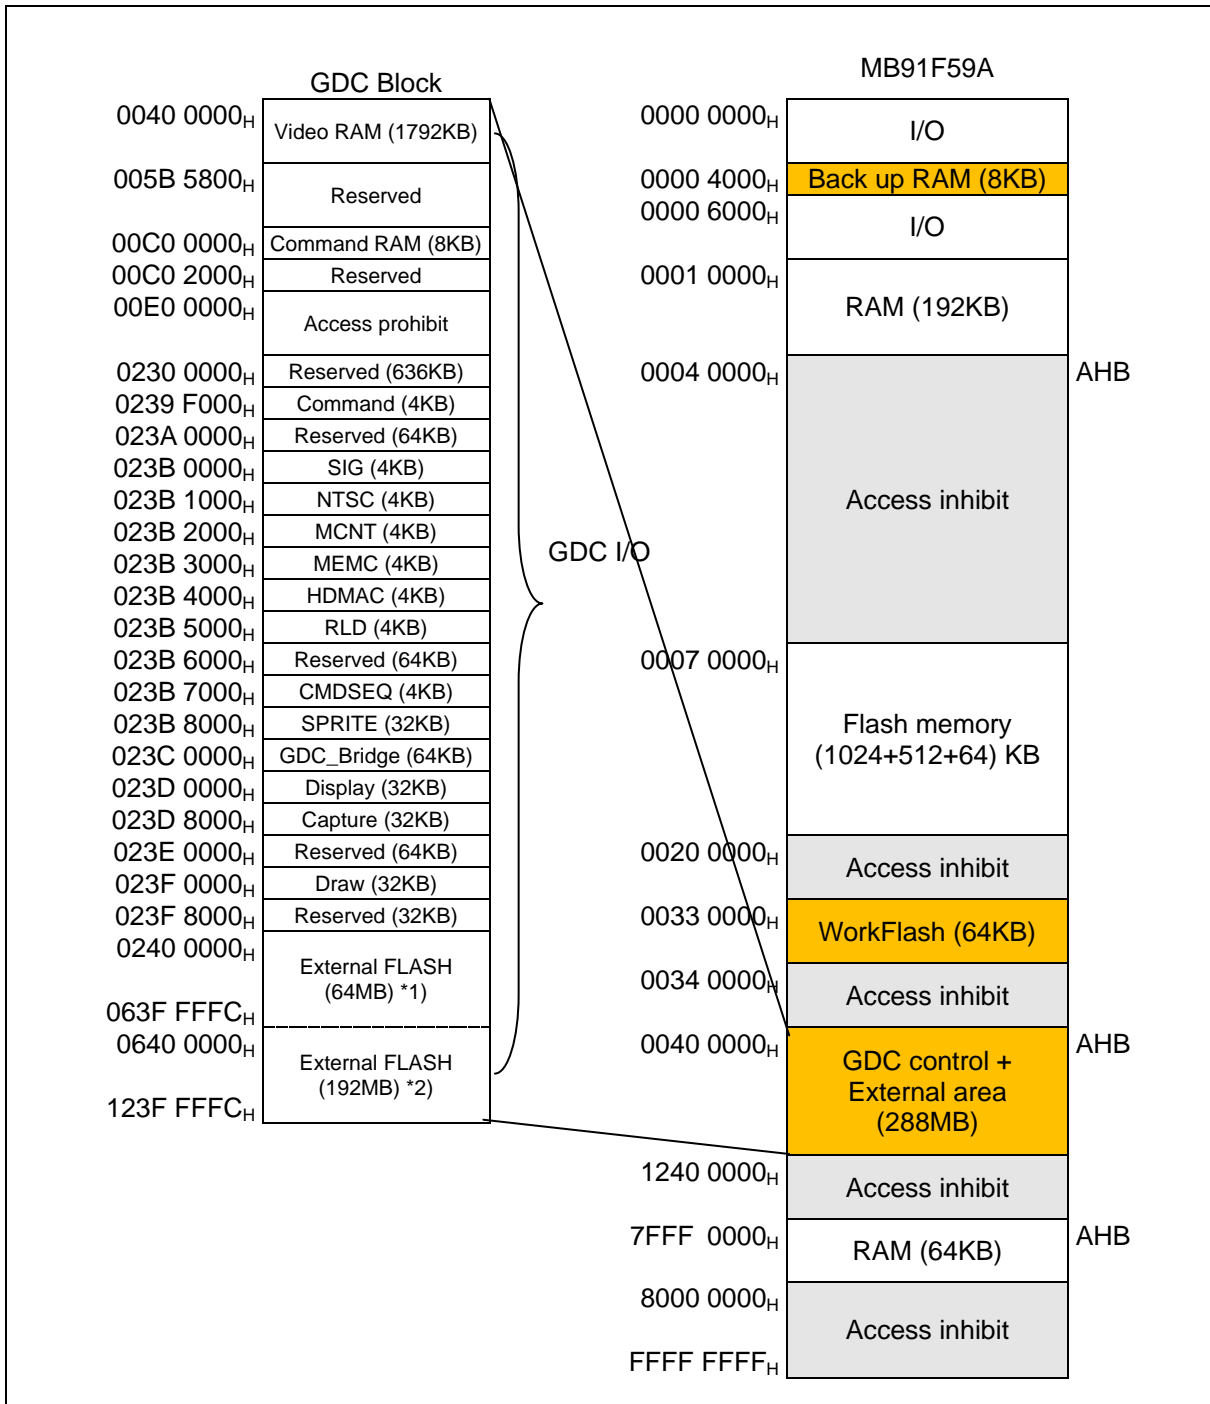 GDC Block
0040 0000H
Video RAM (1792KB)
005B 5800H
Reserved
00C0 0000H
Command RAM (8KB)
00C0 2000H
Reserved
00E0 0000H
Access prohibit
0230 0000H
Reserved (636KB)
0239 F000H
Command (4KB)
023A 0000H
Reserved (64KB)
023B 0000H
SIG (4KB)
023B 1000H
NTSC (4KB)
023B 2000H
MCNT (4KB)
023B 3000H
MEMC (4KB)
023B 4000H
HDMAC (4KB)
023B 5000H
RLD (4KB)
023B 6000H
Reserved (64KB)
023B 7000H
CMDSEQ (4KB)
023B 8000H
SPRITE (32KB)
023C 0000H
GDC_Bridge (64KB)
023D 0000H
Display (32KB)
023D 8000H
Capture (32KB)
023E 0000H
Reserved (64KB)
023F 0000H
Draw (32KB)
023F 8000H
Reserved (32KB)
0240 0000H
External FLASH
(64MB) *1)
063F FFFCH
0640 0000H
External FLASH
(192MB) *2)
123F FFFCH
GDC I/O
MB91F59A
0000 0000H
I/O
0000 4000H
Back up RAM (8KB)
0000 6000H
I/O
0001 0000H
RAM (192KB)
0004 0000H
AHB
Access inhibit
0007 0000H
Flash memory
(1024+512+64) KB
0020 0000H
Access inhibit
0033 0000H
WorkFlash (64KB)
0034 0000H
Access inhibit
0040 0000H
AHB
GDC control +
External area
(288MB)
1240 0000H
Access inhibit
7FFF 0000H
AHB
RAM (64KB)
8000 0000H
Access inhibit
FFFF FFFFH